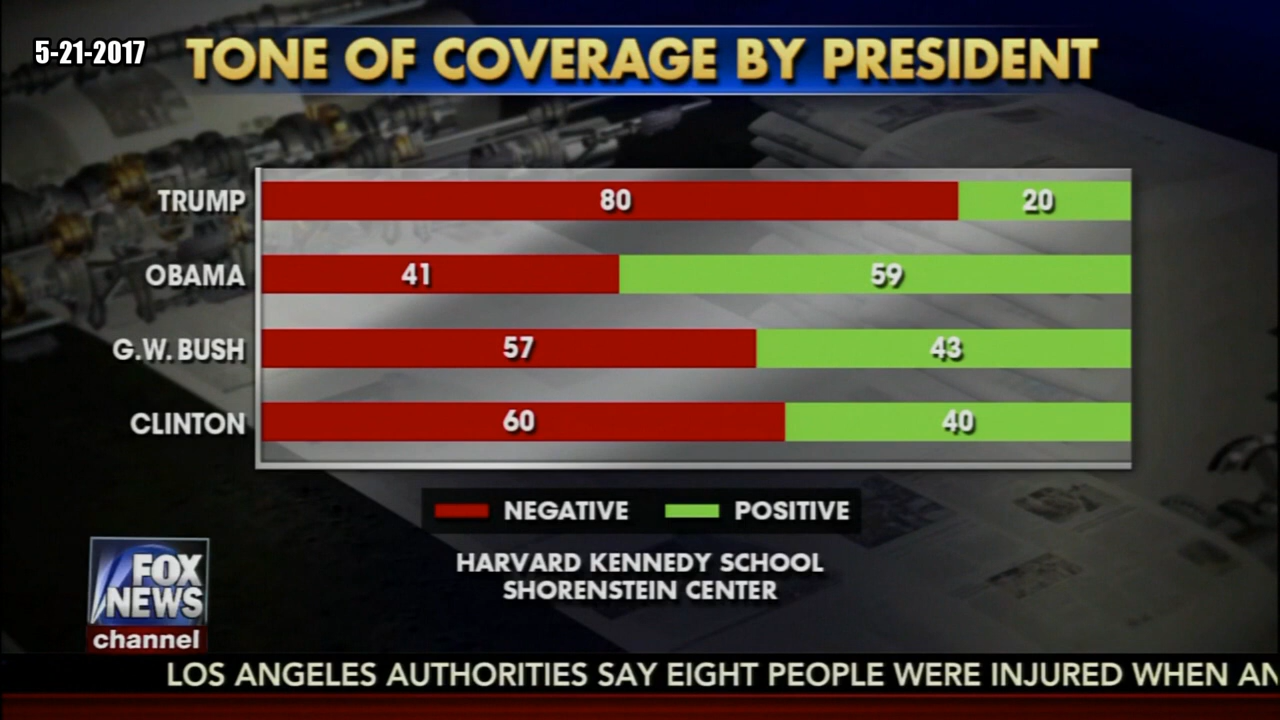 5-21-2017
TONE OF COVERAGE BY PRESIDENT
TRUMP 80 20
OBAMA 41 59
G.W. BUSH 57 43
CLINTON 60 40
NEGATIVE POSITIVE
HARVARD KENNEDY SCHOOL
SHORENSTEIN CENTER
FOX
NEWS
channel
LOS ANGELES AUTHORITIES SAY EIGHT PEOPLE WERE INJURED WHEN AN